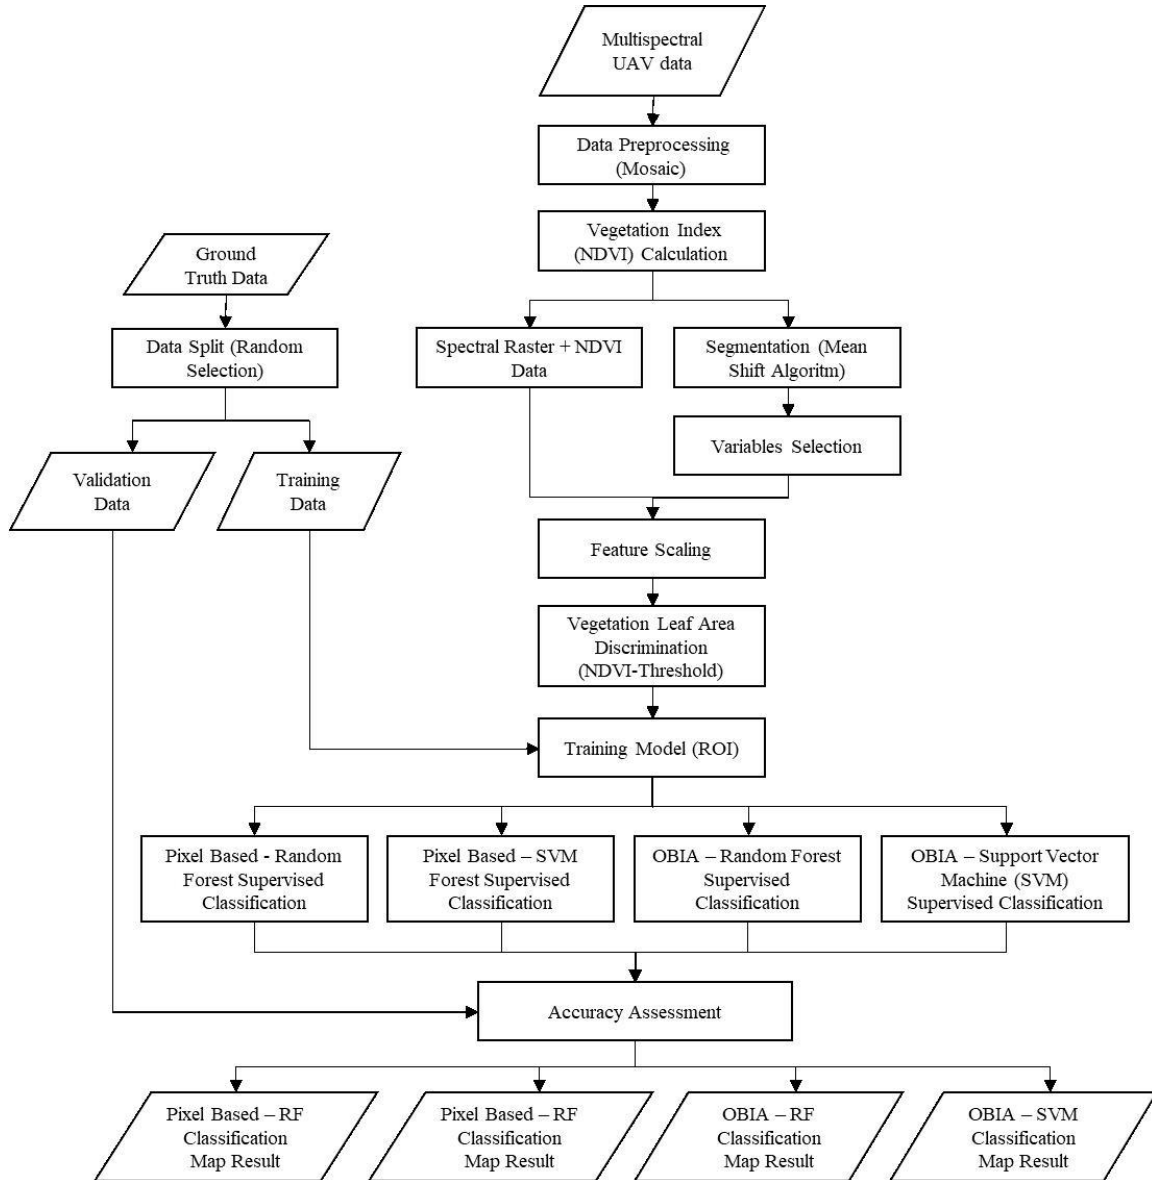 Multispectral
UAV data
Data Preprocessing
(Mosaic)
Vegetation Index
(NDVI) Calculation
Ground
Truth Data
Data Split (Random
Selection)
Spectral Raster + NDVI
Data
Segmentation (Mean
Shift Algoritm)
Variables Selection
Validation
Data
Training
Data
Feature Scaling
Vegetation Leaf Area
Discrimination
(NDVI-Threshold)
Training Model (ROI)
Pixel Based - Random
Forest Supervised
Classification
Pixel Based – SVM
Forest Supervised
Classification
OBIA – Random Forest
Supervised
Classification
OBIA – Support Vector
Machine (SVM)
Supervised Classification
Accuracy Assessment
Pixel Based – RF
Classification
Map Result
Pixel Based – RF
Classification
Map Result
OBIA – RF
Classification
Map Result
OBIA – SVM
Classification
Map Result